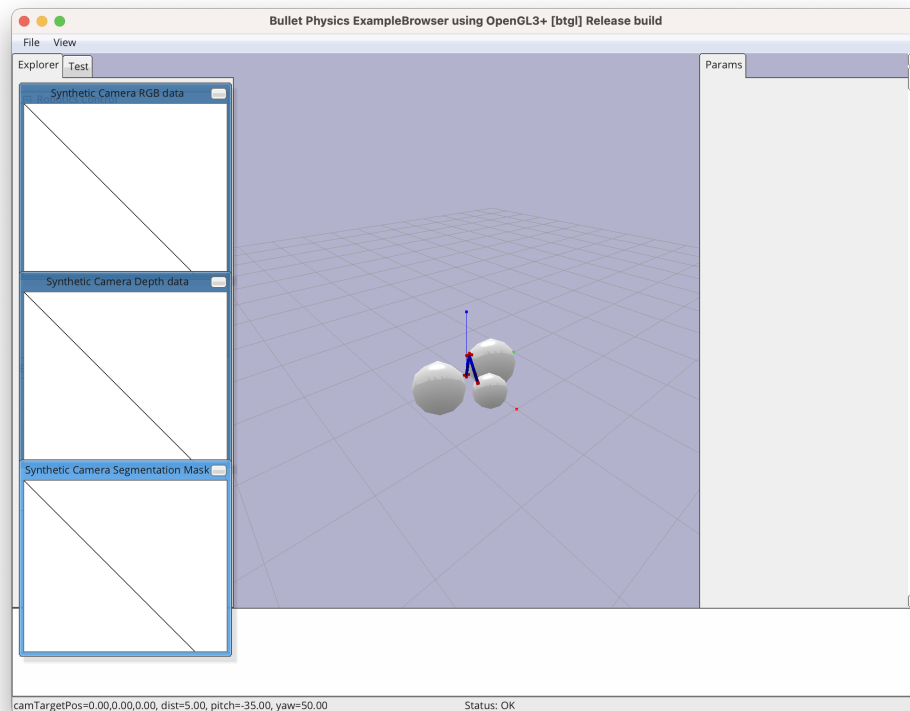 Bullet Physics ExampleBrowser using OpenGL3+ [btgl] Release build
File View
Explorer Test
Params
Synthetic Camera RGB data
Synthetic Camera Depth data
Synthetic Camera Segmentation Mask
camTargetPos=0.00,0.00,0.00, dist=5.00, pitch=-35.00, yaw=50.00
Status: OK